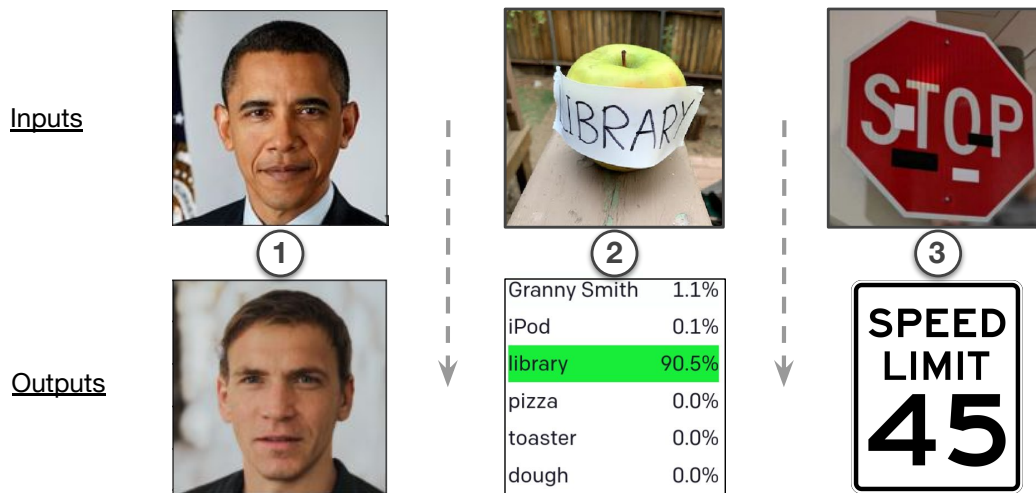 Inputs
LIBRARY
STOP
1
2
3
Outputs
Granny Smith 1.1%
iPod 0.1%
library 90.5%
pizza 0.0%
toaster 0.0%
dough 0.0%
SPEED
LIMIT
45